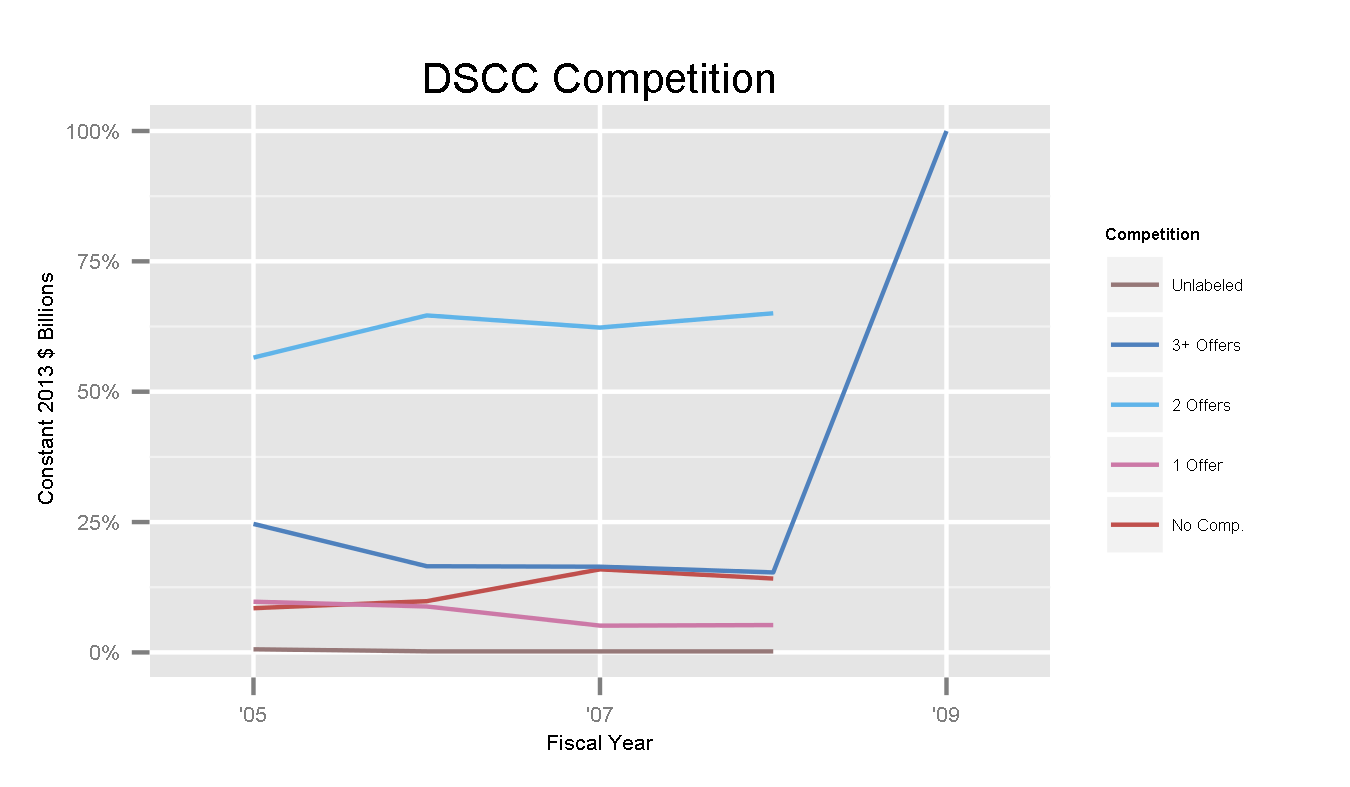 DSCC Competition
100%
75%
50%
25%
0%
Constant 2013 $ Billions
'05
'07
'09
Fiscal Year
Competition
Unlabeled
3+ Offers
2 Offers
1 Offer
No Comp.